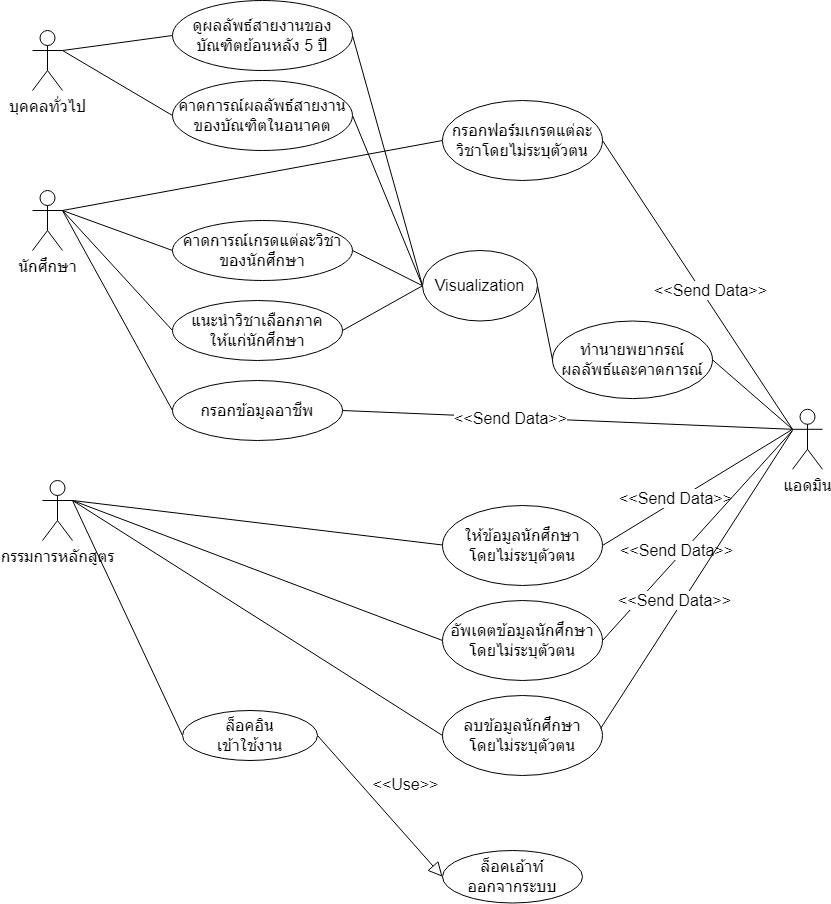 ดูผลลัพธ์สายงานของ
บัณฑิตย้อนหลัง 5 ปี
บุคคลทั่วไป
คาดการณ์ผลลัพธ์สายงาน
ของบัณฑิตในอนาคต
กรอกฟอร์มเกรดแต่ละ
วิชาโดยไม่ระบุตัวตน
นักศึกษา
คาดการณ์เกรดแต่ละวิชา
ของนักศึกษา
Visualization
<<Send Data>>
แนะนำวิชาเลือกภาค
ให้แก่นักศึกษา
ทำนายพยากรณ์
ผลลัพธ์และคาดการณ์
กรอกข้อมูลอาชีพ
<<Send Data>>
แอดมิน
<<Send Data>>
กรรมการหลักสูตร
ให้ข้อมูลนักศึกษา
โดยไม่ระบุตัวตน
<<Send Data>>
<<Send Data>>
อัพเดตข้อมูลนักศึกษา
โดยไม่ระบุตัวตน
ล็อคอิน
เข้าใช้งาน
ลบข้อมูลนักศึกษา
โดยไม่ระบุตัวตน
<<Use>>
ล็อคเอ้าท์
ออกจากระบบ